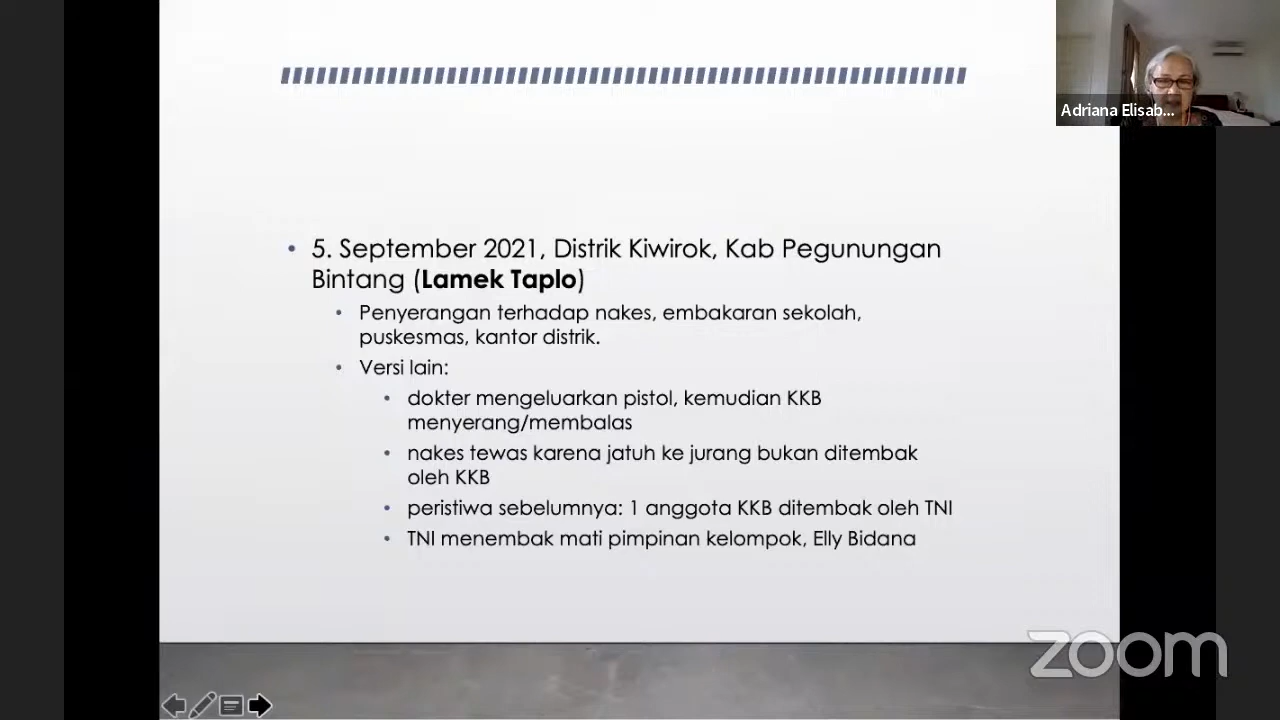 Adriana Elisab...
5. September 2021, Distrik Kiwirok, Kab Pegunungan
Bintang (Lamek Taplo)
Penyerangan terhadap nakes, embakaran sekolah,
puskesmas, kantor distrik.
Versi lain:
dokter mengeluarkan pistol, kemudian KKB
menyerang/membalas
nakes tewas karena jatuh ke jurang bukan ditembak
oleh KKB
peristiwa sebelumnya: 1 anggota KKB ditembak oleh TNI
TNI menembak mati pimpinan kelompok, Elly Bidana
zoom